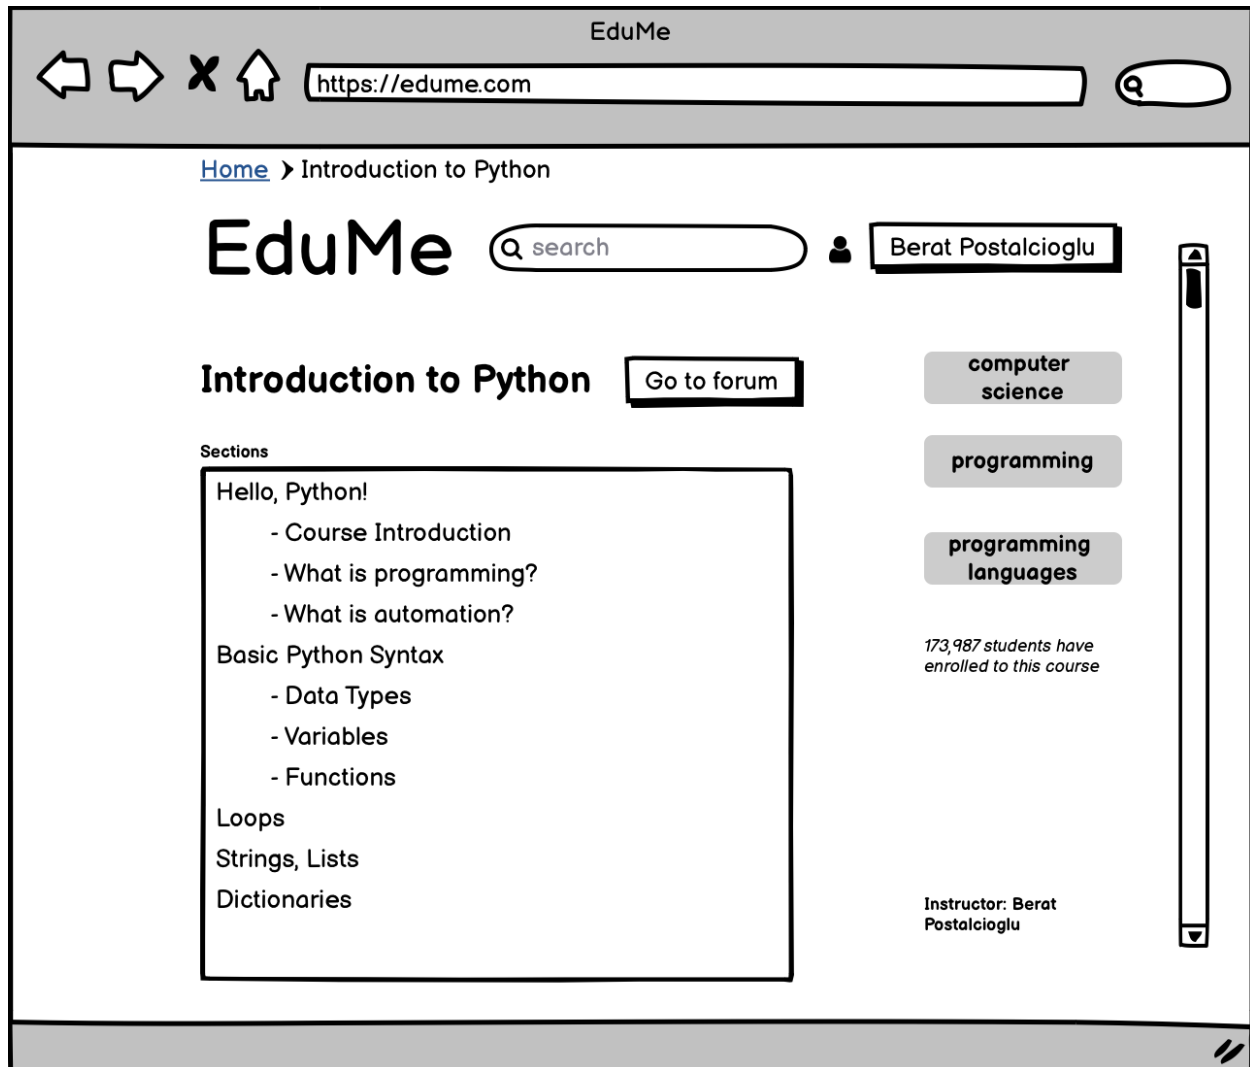 EduMe
https://edume.com
Home > Introduction to Python
EduMe
search
Berat Postalcioglu
Introduction to Python
Go to forum
computer
science
programming
programming
languages
173,987 students have
enrolled to this course
Sections
Hello, Python!
- Course Introduction
- What is programming?
- What is automation?
Basic Python Syntax
- Data Types
- Variables
- Functions
Loops
Strings, Lists
Dictionaries
Instructor: Berat
Postalcioglu